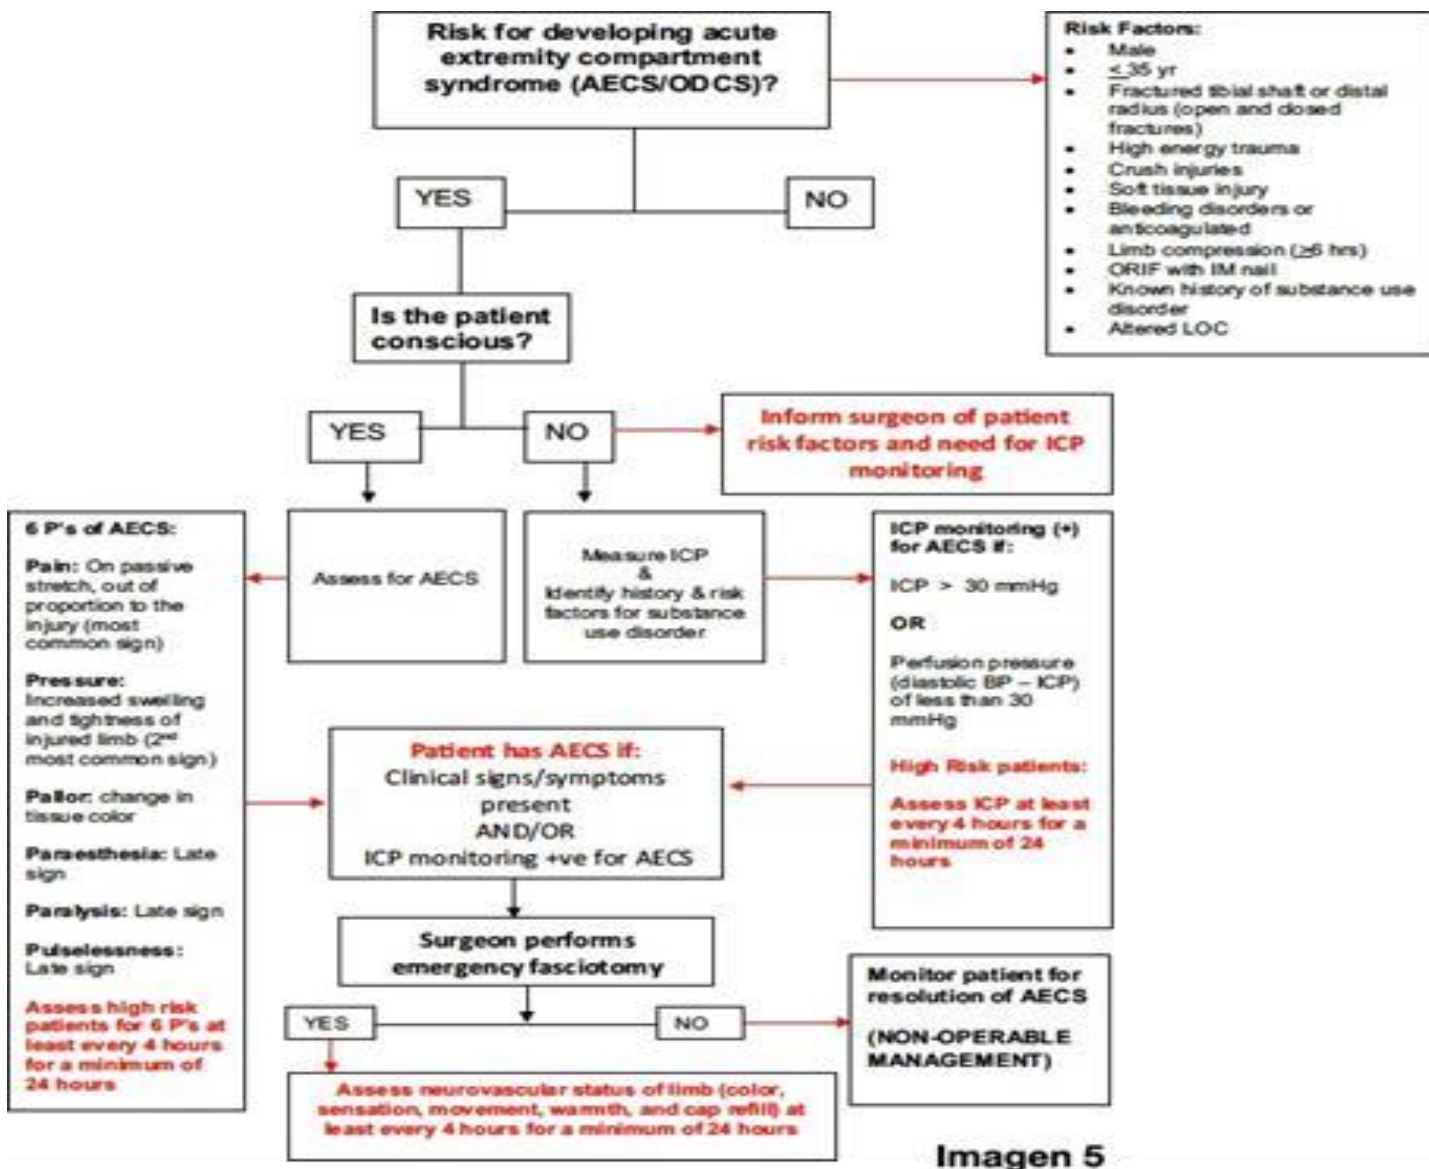 Risk for developing acute
extremity compartment
syndrome (AECS/ODCS)?
Risk Factors:
• Male
• < 35 yr
• Fractured tibial shaft or distal
radius (open and closed
fractures)
• High energy trauma
• Crush injuries
• Soft tissue injury
• Bleeding disorders or
anticoagulated
• Limb compression (≥6 hrs)
• ORIF with IM nail
• Known history of substance use
disorder
• Altered LOC
YES
NO
Is the patient
conscious?
YES
NO
Inform surgeon of patient
risk factors and need for ICP
monitoring
6 P's of AECS:
Pain: On passive
stretch, out of
proportion to the
injury (most
common sign)
Pressure:
Increased swelling
and tightness of
injured limb (2nd
most common sign)
Pallor: change in
tissue color
Paraesthesia: Late
sign
Paralysis: Late sign
Pulselessness:
Late sign
Assess high risk
patients for 6 P's at
least every 4 hours
for a minimum of
24 hours
Assess for AECS
Measure ICP
&
Identify history & risk
factors for substance
use disorder
ICP monitoring (+)
for AECS if:
ICP > 30 mmHg
OR
Perfusion pressure
(diastolic BP – ICP)
of less than 30
mmHg
High Risk patients:
Assess ICP at least
every 4 hours for a
minimum of 24
hours
Patient has AECS if:
Clinical signs/symptoms
present
AND/OR
ICP monitoring +ve for AECS
Surgeon performs
emergency fasciotomy
YES
NO
Monitor patient for
resolution of AECS
(NON-OPERABLE
MANAGEMENT)
Assess neurovascular status of limb (color,
sensation, movement, warmth, and cap refill) at
least every 4 hours for a minimum of 24 hours
Imagen 5